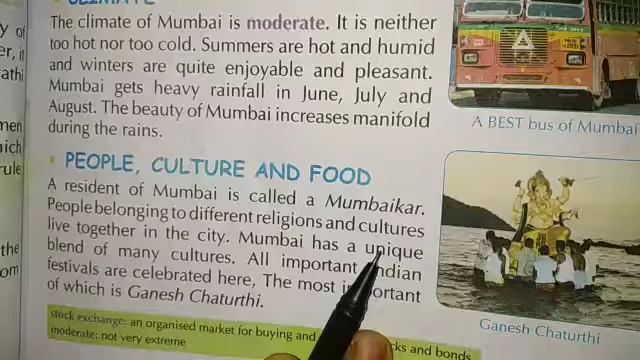 CLIMATE
The climate of Mumbai is moderate. It is neither
too hot nor too cold. Summers are hot and humid
and winters are quite enjoyable and pleasant.
Mumbai gets heavy rainfall in June, July and
August. The beauty of Mumbai increases manifold
during the rains.
A BEST bus of Mumbai
PEOPLE, CULTURE AND FOOD
A resident of Mumbai is called a Mumbaikar.
People belonging to different religions and cultures
live together in the city. Mumbai has a unique
blend of many cultures. All important Indian
festivals are celebrated here, The most important
of which is Ganesh Chaturthi.
Ganesh Chaturthi
stock exchange: an organised market for buying and cks and bonds
moderate: not very extreme